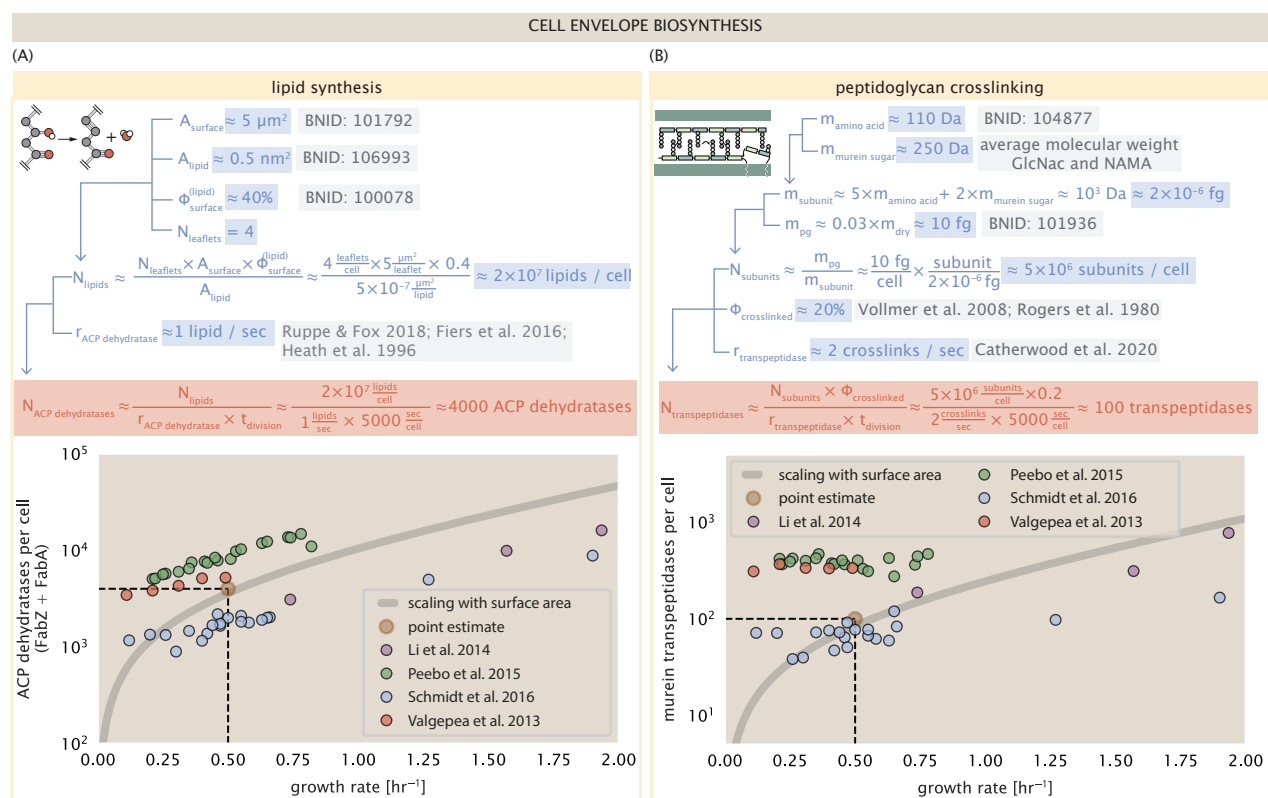 CELL ENVELOPE BIOSYNTHESIS
(A)
lipid synthesis
A_surface ≈ 5 µm² BNID: 101792
A_lipid ≈ 0.5 nm² BNID: 106993
Φ_surface^(lipid) ≈ 40% BNID: 100078
N_leaflets = 4
N_lipids ≈ (N_leaflets × A_surface × Φ_surface^(lipid)) / A_lipid ≈ (4 leaflets/cell × 5 µm²/leaflet × 0.4) / (5×10⁻⁷ µm²/lipid) ≈ 2×10⁷ lipids / cell
r_ACP dehydratase ≈1 lipid / sec Ruppe & Fox 2018; Fiers et al. 2016;
Heath et al. 1996
N_ACP dehydratases ≈ N_lipids / (r_ACP dehydratase × t_division) ≈ (2×10⁷ lipids/cell) / (1 lipids/sec × 5000 sec/cell) ≈4000 ACP dehydratases
ACP dehydratases per cell
(FabZ + FabA)
10⁵
10⁴
10³
10²
scaling with surface area
point estimate
Li et al. 2014
Peebo et al. 2015
Schmidt et al. 2016
Valgepea et al. 2013
0.00 0.25 0.50 0.75 1.00 1.25 1.50 1.75 2.00
growth rate [hr⁻¹]
(B)
peptidoglycan crosslinking
m_amino acid ≈ 110 Da BNID: 104877
m_murein sugar ≈ 250 Da average molecular weight
GlcNac and NAMA
m_subunit ≈ 5×m_amino acid + 2×m_murein sugar ≈ 10³ Da ≈ 2×10⁻⁶ fg
m_pg ≈ 0.03×m_dry ≈ 10 fg BNID: 101936
N_subunits ≈ m_pg / m_subunit ≈ 10 fg/cell × subunit/2×10⁻⁶ fg ≈ 5×10⁶ subunits / cell
Φ_crosslinked ≈ 20% Vollmer et al. 2008; Rogers et al. 1980
r_transpeptidase ≈ 2 crosslinks / sec Catherwood et al. 2020
N_transpeptidases ≈ (N_subunits × Φ_crosslinked) / (r_transpeptidase × t_division) ≈ (5×10⁶ subunits/cell ×0.2) / (2 crosslinks/sec × 5000 sec/cell) ≈ 100 transpeptidases
murein transpeptidases per cell
10³
10²
10¹
scaling with surface area
point estimate
Li et al. 2014
Peebo et al. 2015
Schmidt et al. 2016
Valgepea et al. 2013
0.00 0.25 0.50 0.75 1.00 1.25 1.50 1.75 2.00
growth rate [hr⁻¹]